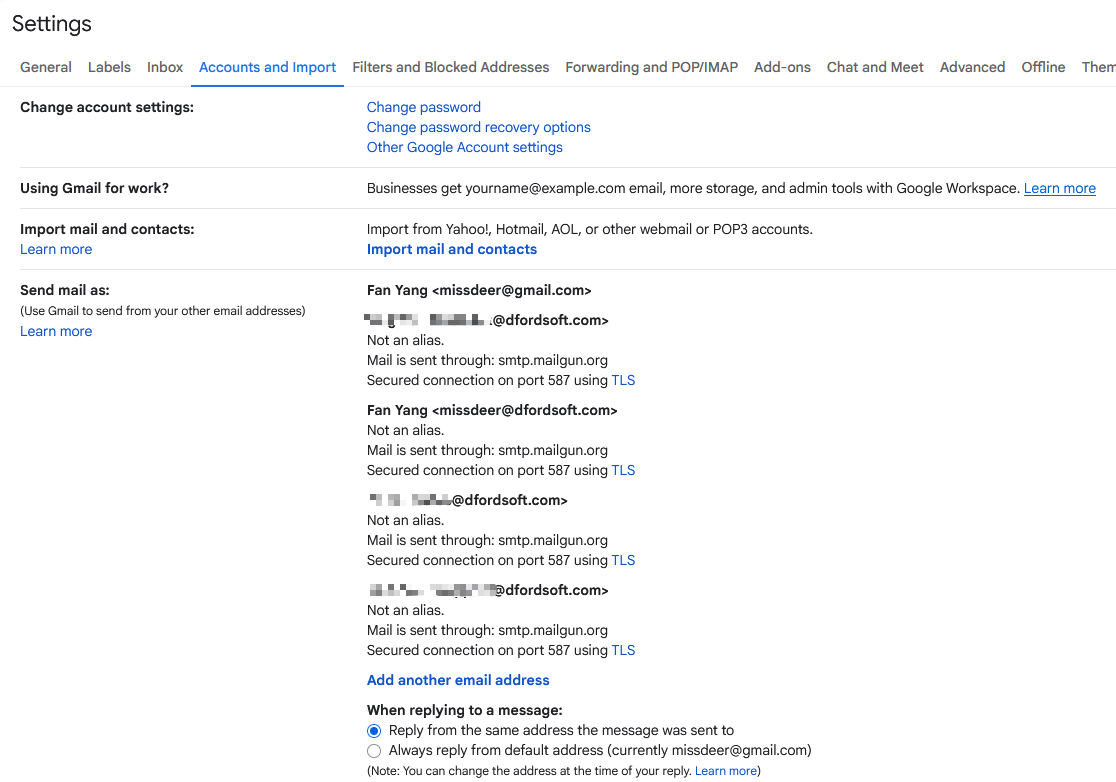 Settings
General Labels Inbox Accounts and Import Filters and Blocked Addresses Forwarding and POP/IMAP Add-ons Chat and Meet Advanced Offline Them
Change account settings:
Change password
Change password recovery options
Other Google Account settings
Using Gmail for work?
Businesses get yourname@example.com email, more storage, and admin tools with Google Workspace. Learn more
Import mail and contacts:
Learn more
Import from Yahoo!, Hotmail, AOL, or other webmail or POP3 accounts.
Import mail and contacts
Send mail as:
(Use Gmail to send from your other email addresses)
Learn more
Fan Yang <missdeer@gmail.com>
@dfordsoft.com>
Not an alias.
Mail is sent through: smtp.mailgun.org
Secured connection on port 587 using TLS
Fan Yang <missdeer@dfordsoft.com>
Not an alias.
Mail is sent through: smtp.mailgun.org
Secured connection on port 587 using TLS
@dfordsoft.com>
Not an alias.
Mail is sent through: smtp.mailgun.org
Secured connection on port 587 using TLS
@dfordsoft.com>
Not an alias.
Mail is sent through: smtp.mailgun.org
Secured connection on port 587 using TLS
Add another email address
When replying to a message:
Reply from the same address the message was sent to
Always reply from default address (currently missdeer@gmail.com)
(Note: You can change the address at the time of your reply. Learn more)